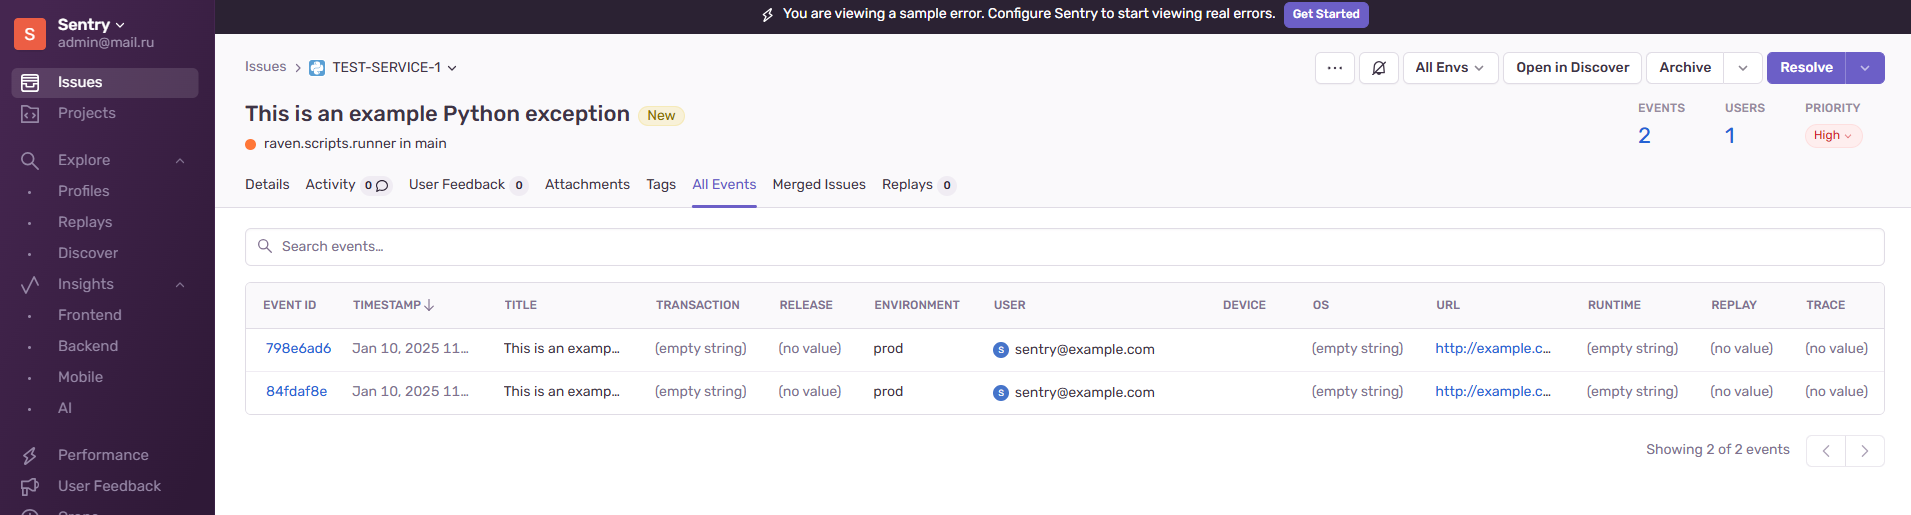 You are viewing a sample error. Configure Sentry to start viewing real errors. Get Started
S Sentry
admin@mail.ru
Issues
Projects
Explore
Profiles
Replays
Discover
Insights
Frontend
Backend
Mobile
AI
Performance
User Feedback
Issues > TEST-SERVICE-1
... All Envs Open in Discover Archive Resolve
This is an example Python exception New
raven.scripts.runner in main
EVENTS USERS PRIORITY
2 1 High
Details Activity 0 User Feedback 0 Attachments Tags All Events Merged Issues Replays 0
Search events…
EVENT ID TIMESTAMP TITLE TRANSACTION RELEASE ENVIRONMENT USER DEVICE OS URL RUNTIME REPLAY TRACE
798e6ad6 Jan 10, 2025 11… This is an examp… (empty string) (no value) prod S sentry@example.com (empty string) http://example.c… (empty string) (no value) (no value)
84fdaf8e Jan 10, 2025 11… This is an examp… (empty string) (no value) prod S sentry@example.com (empty string) http://example.c… (empty string) (no value) (no value)
Showing 2 of 2 events